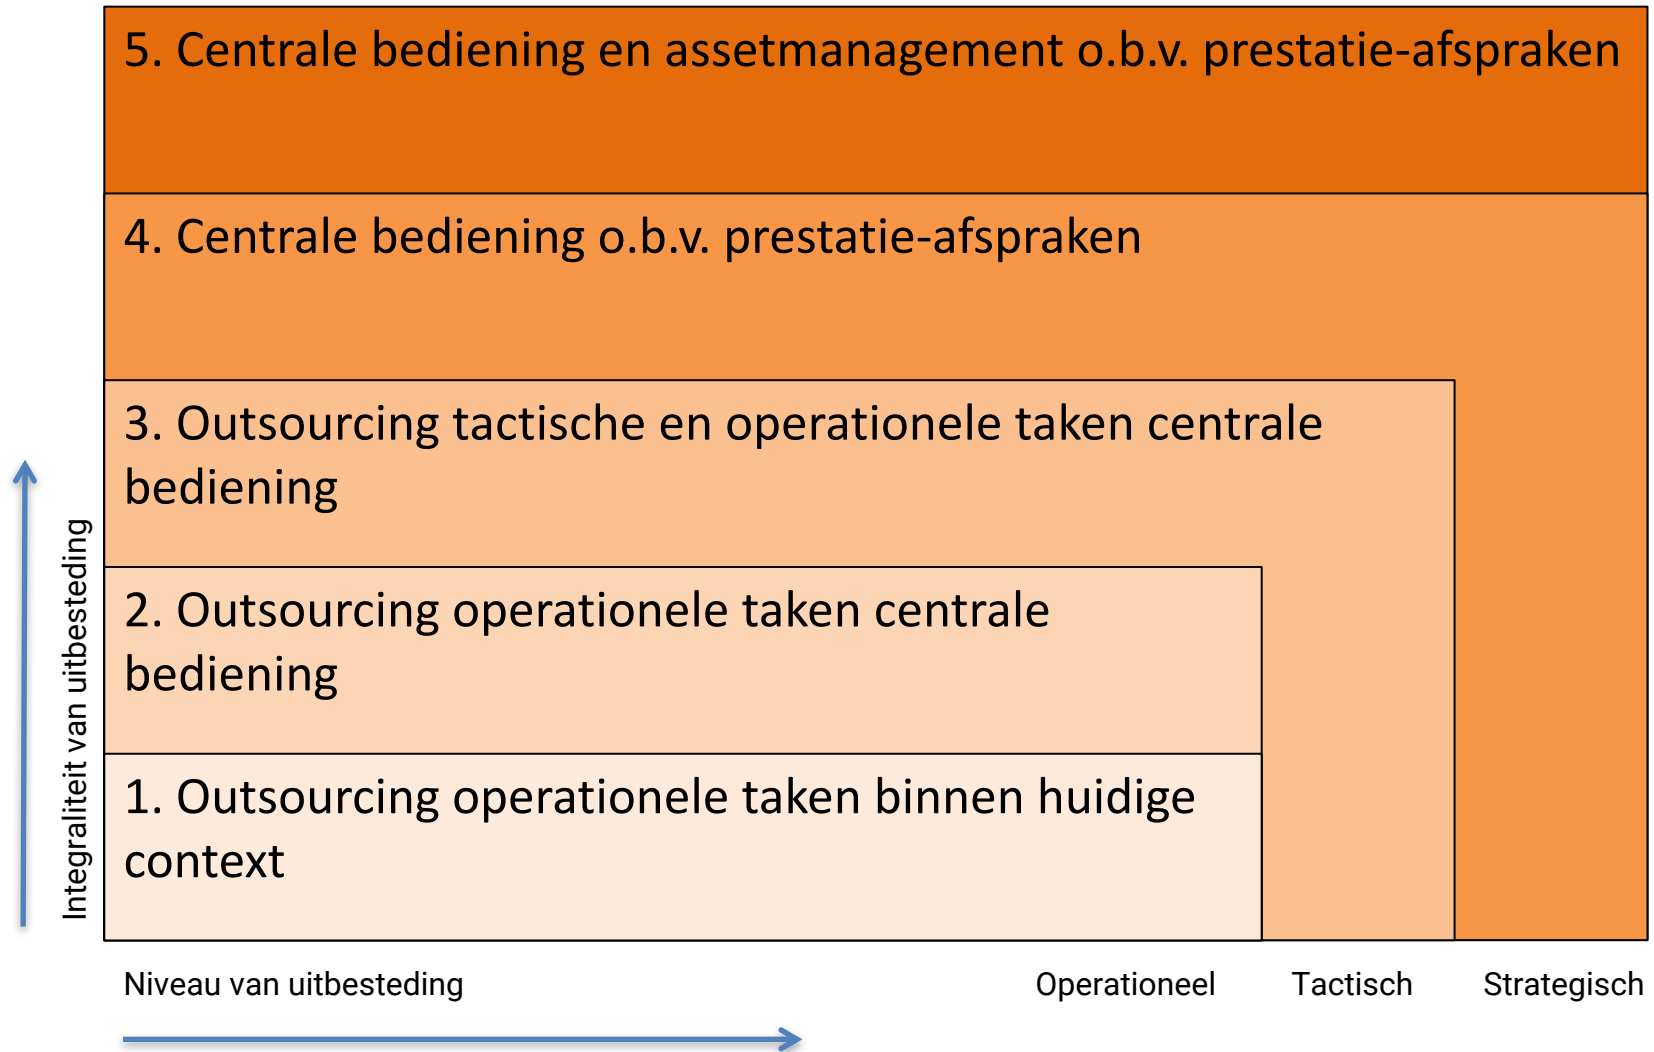 5. Centrale bediening en assetmanagement o.b.v. prestatie-afspraken
4. Centrale bediening o.b.v. prestatie-afspraken
3. Outsourcing tactische en operationele taken centrale
bediening
2. Outsourcing operationele taken centrale
bediening
1. Outsourcing operationele taken binnen huidige
context
Integraliteit van uitbesteding
Niveau van uitbesteding
Operationeel
Tactisch
Strategisch